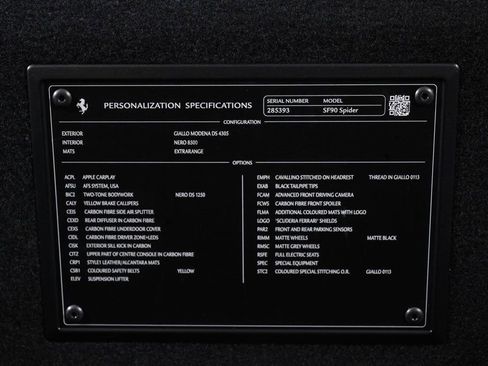 PERSONALIZATION SPECIFICATIONS
SERIAL NUMBER MODEL
285393 SF90 Spider
CONFIGURATION
EXTERIOR GIALLO MODENA DS 4305
INTERIOR NERO 8500
MATS EXTRARANGE
OPTIONS
ACPL APPLE CARPLAY
AFSU AFS SYSTEM, USA
BIC2 TWO-TONE BODYWORK NERO DS 1250
CALY YELLOW BRAKE CALLIPERS
CEIS CARBON FIBRE SIDE AIR SPLITTER
CEXD REAR DIFFUSER IN CARBON FIBRE
CEXS CARBON FIBRE UNDERDOOR COVER
CIDL CARBON FIBRE DRIVER ZONE+LEDS
CISK EXTERIOR SILL KICK IN CARBON
CITZ UPPER PART OF CENTRE CONSOLE IN CARBON FIBRE
CRP1 STYLE1 LEATHER/ALCANTARA MATS
CSB1 COLOURED SAFETY BELTS YELLOW
ELEV SUSPENSION LIFTER
EMPH CAVALLINO STITCHED ON HEADREST THREAD IN GIALLO 0113
EXAB BLACK TAILPIPE TIPS
FCAM ADVANCED FRONT DRIVING CAMERA
FCWS CARBON FIBRE FRONT SPOILER
FLMA ADDITIONAL COLOURED MATS WITH LOGO
LOGO 'SCUDERIA FERRARI' SHIELDS
PAR2 FRONT AND REAR PARKING SENSORS
RIMM MATTE WHEELS MATTE BLACK
RMSC MATTE GREY WHEELS
RSFE FULL ELECTRIC SEATS
SPEC SPECIAL EQUIPMENT
STC2 COLOURED SPECIAL STITCHING O.R. GIALLO 0113